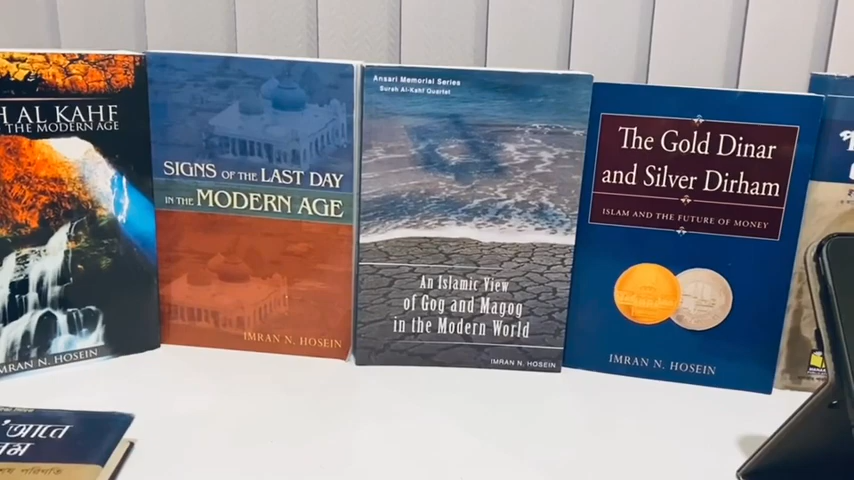 H AL KAHF
THE MODERN AGE
IMRAN N. HOSEIN
SIGNS OF THE LAST DAY
IN THE MODERN AGE
IMRAN N. HOSEIN
Ansari Memorial Series
Surah Al-Kahf Quartet
An Islamic View
of Gog and Magog
in the Modern World
IMRAN N. HOSEIN
The Gold Dinar
and Silver Dirham
ISLAM AND THE FUTURE OF MONEY
IMRAN N. HOSEIN
'আনে